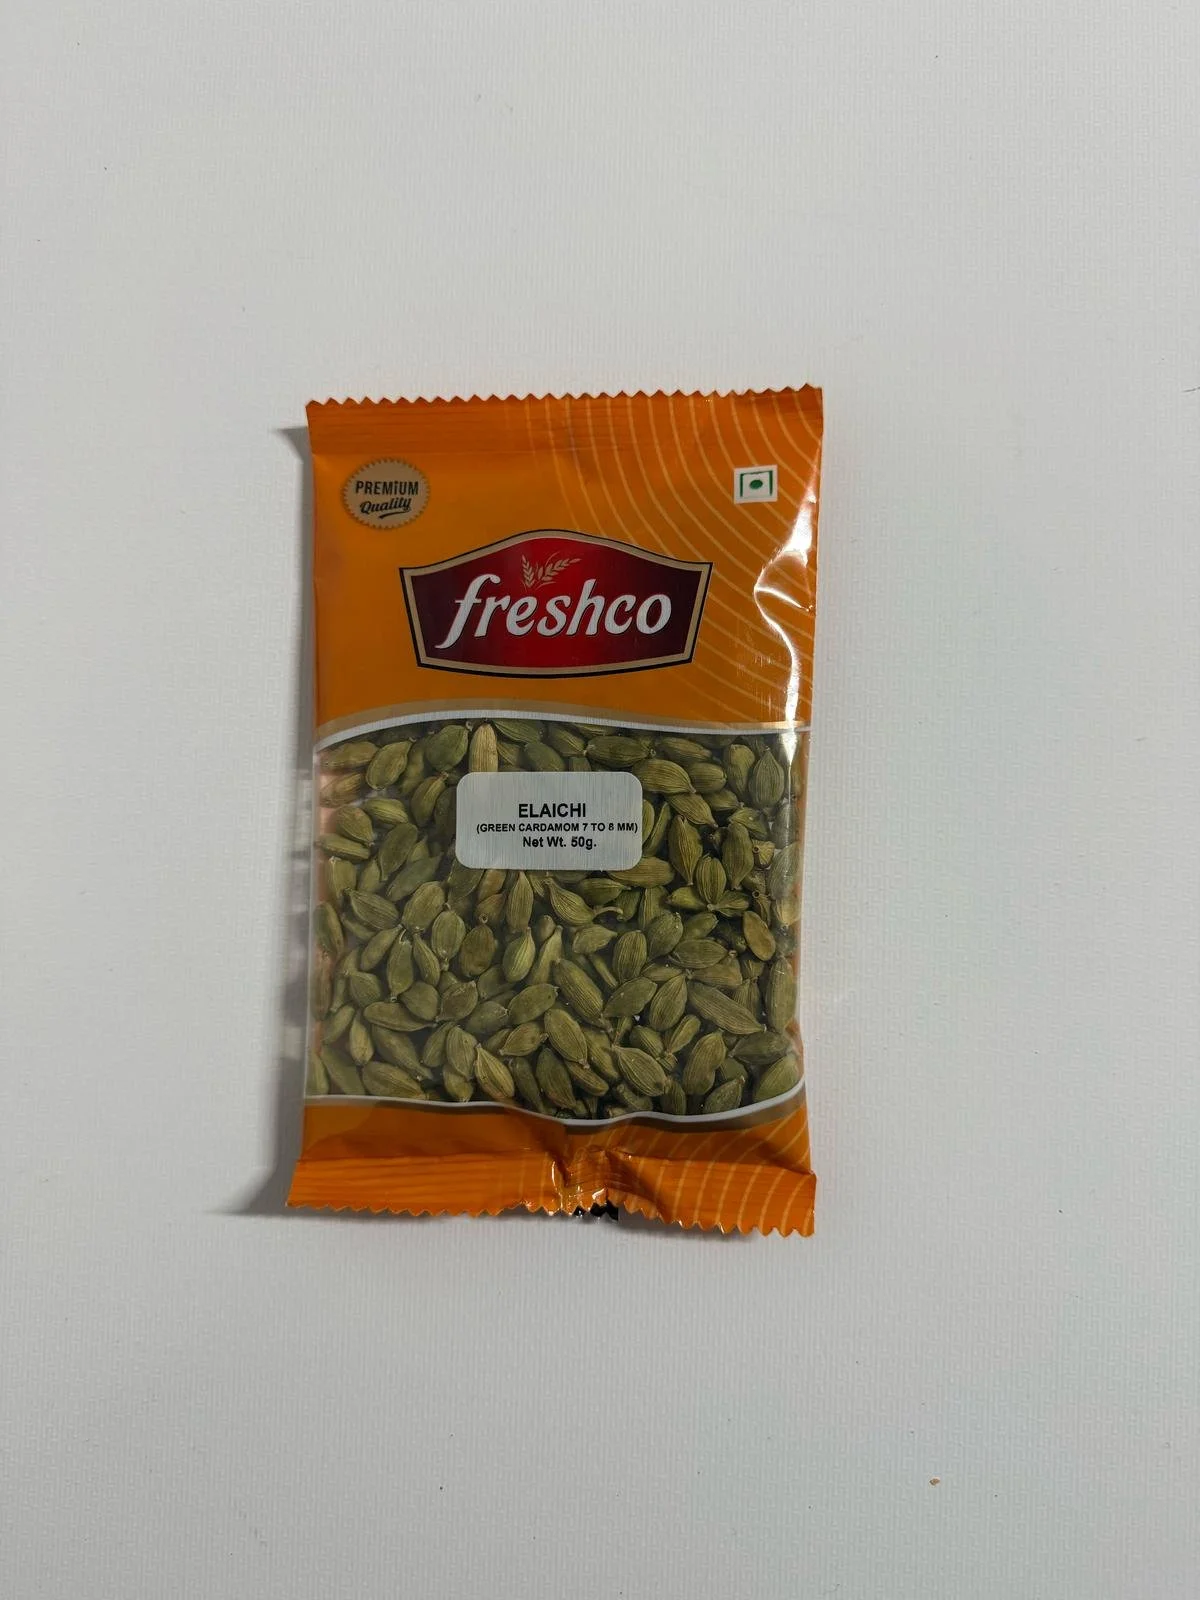 PREMIUM
Quality
freshco
ELAICHI
(GREEN CARDAMOM 7 TO 8 MM)
Net Wt. 50g.